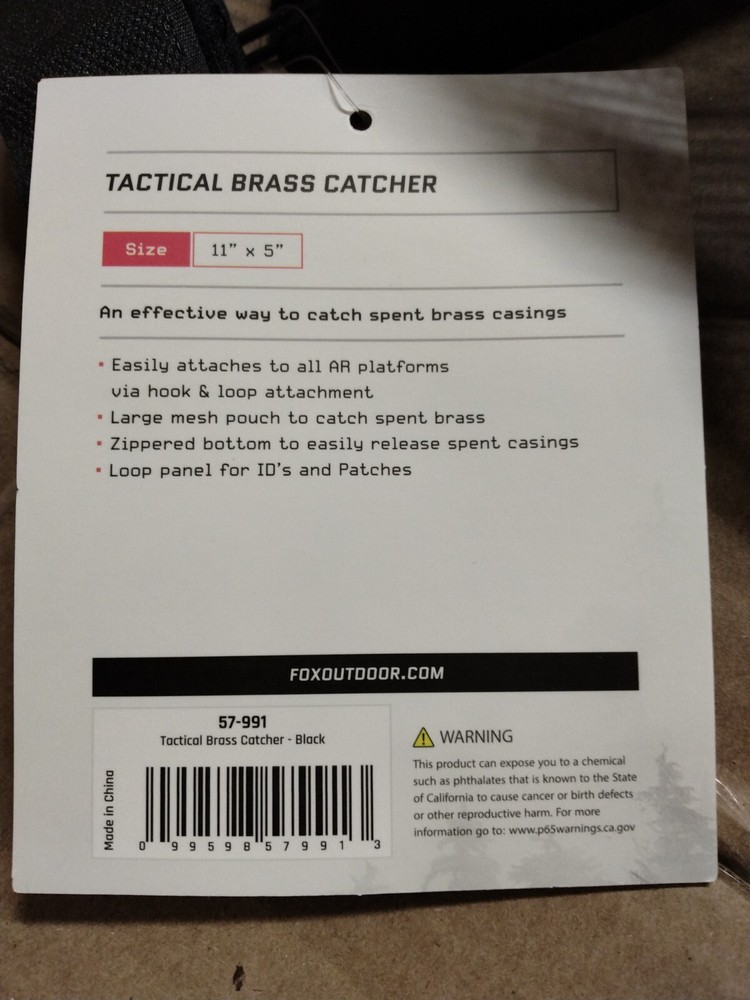 TACTICAL BRASS CATCHER
Size 11" x 5"
An effective way to catch spent brass casings
▪ Easily attaches to all AR platforms
via hook & loop attachment
▪ Large mesh pouch to catch spent brass
▪ Zippered bottom to easily release spent casings
▪ Loop panel for ID's and Patches
FOXOUTDOOR.COM
57-991
Tactical Brass Catcher - Black
Made in China
0 99598 57991 3
WARNING
This product can expose you to a chemical
such as phthalates that is known to the State
of California to cause cancer or birth defects
or other reproductive harm. For more
information go to: www.p65warnings.ca.gov